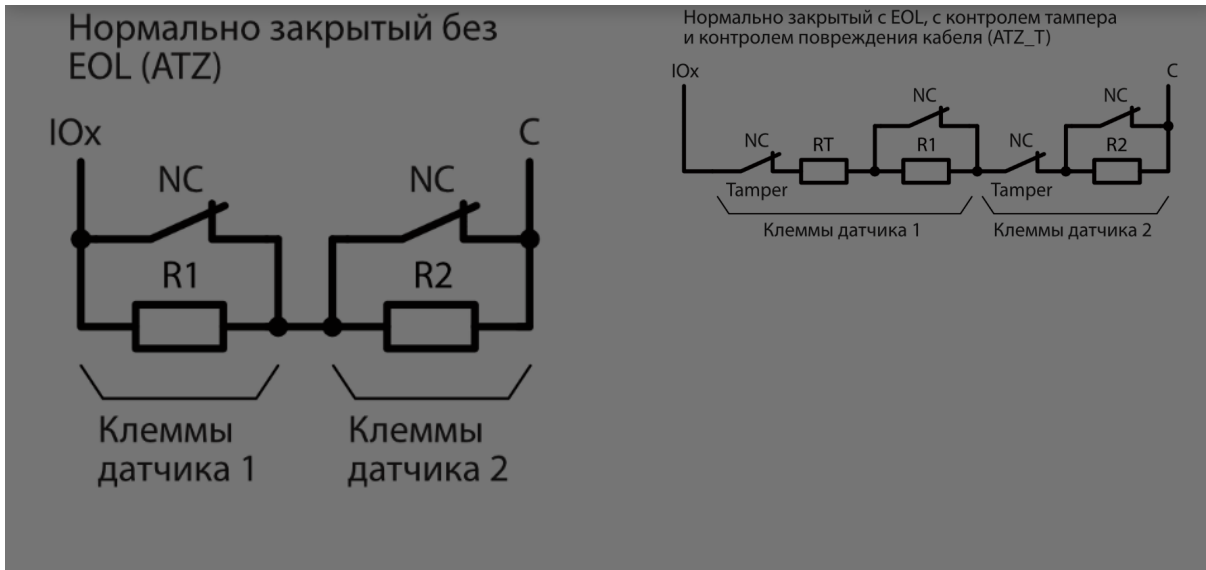 Нормально закрытый без
EOL (ATZ)
IOx
C
NC
NC
R1
R2
Клеммы
датчика 1
Клеммы
датчика 2
Нормально закрытый с EOL, с контролем тампера
и контролем повреждения кабеля (ATZ_T)
IOx
C
NC
NC
NC
RT
R1
NC
R2
Tamper
Tamper
Клеммы датчика 1
Клеммы датчика 2